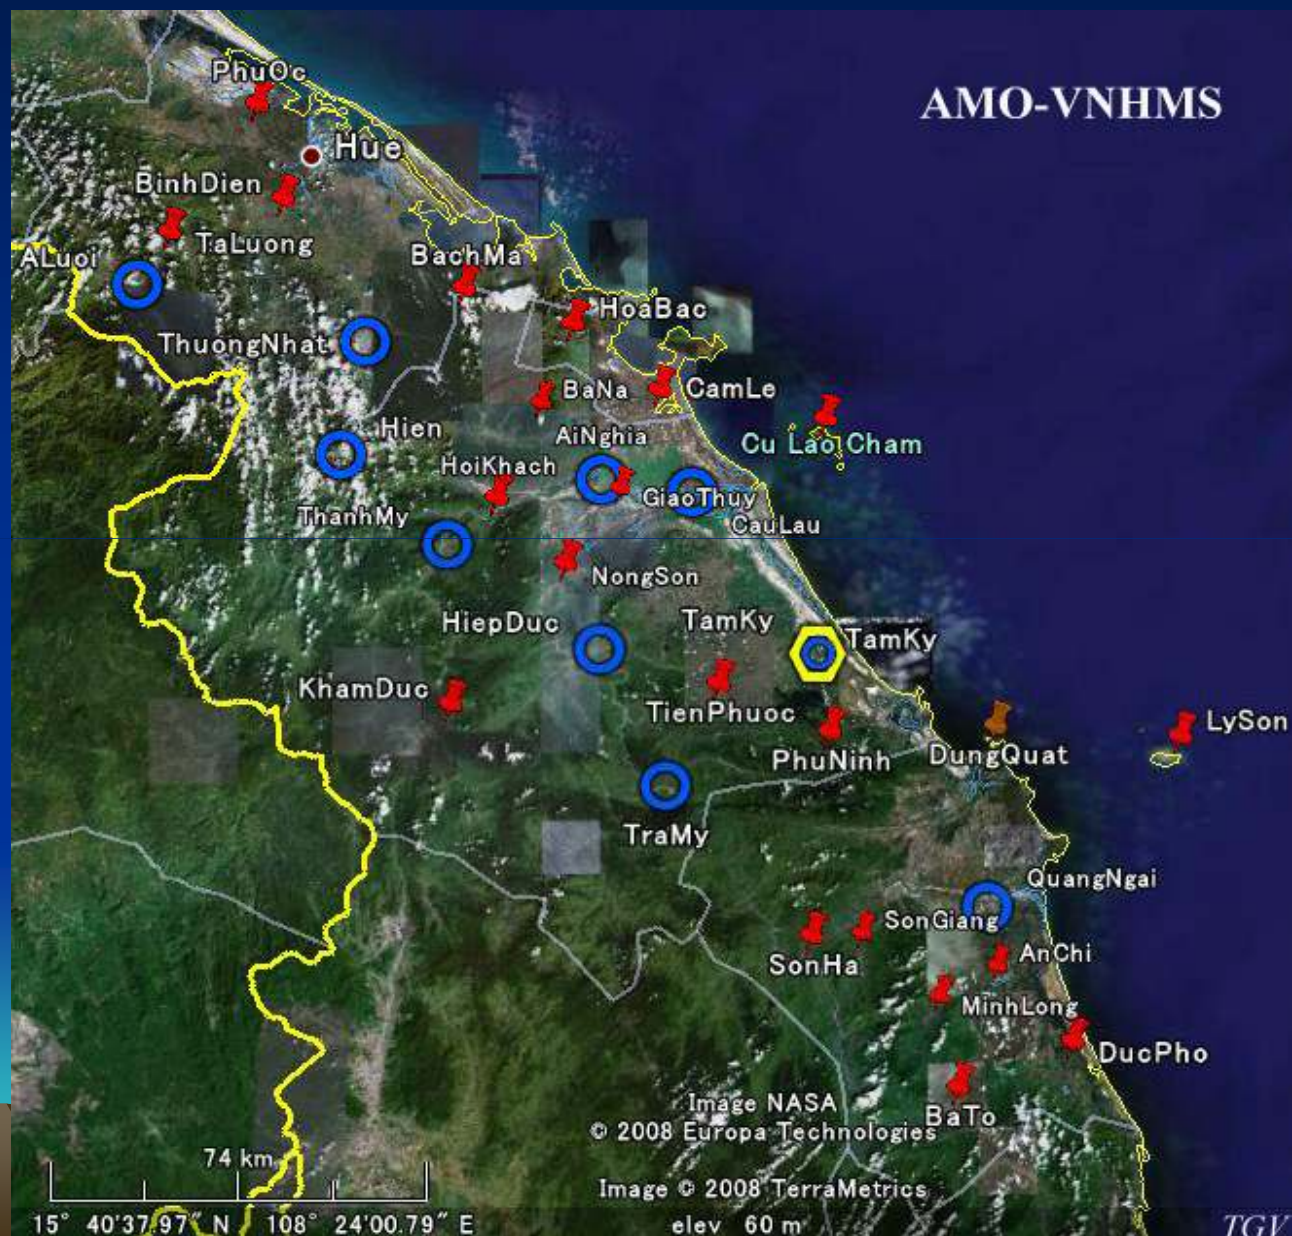 PhuOc
AMO-VNHMS
Hue
BinhDien
TaLuong
BachMa
ALuoi
HoaBac
ThuongNhat
BaNa
CamLe
Hien
AiNghia
Cu Lao Cham
HoiKhach
GiaoThuy
ThanhMy
CauLau
NongSon
HiepDuc
TamKy
TamKy
KhamDuc
TienPhuoc
LySon
DungQuat
PhuNinh
TraMy
QuangNgai
SonGiang
AnChi
SonHa
MinhLong
DucPho
BaTo
Image NASA
© 2008 Europa Technologies
74 km
Image © 2008 TerraMetrics
15° 40'37.97" N 108° 24'00.79" E elev 60 m
TGV